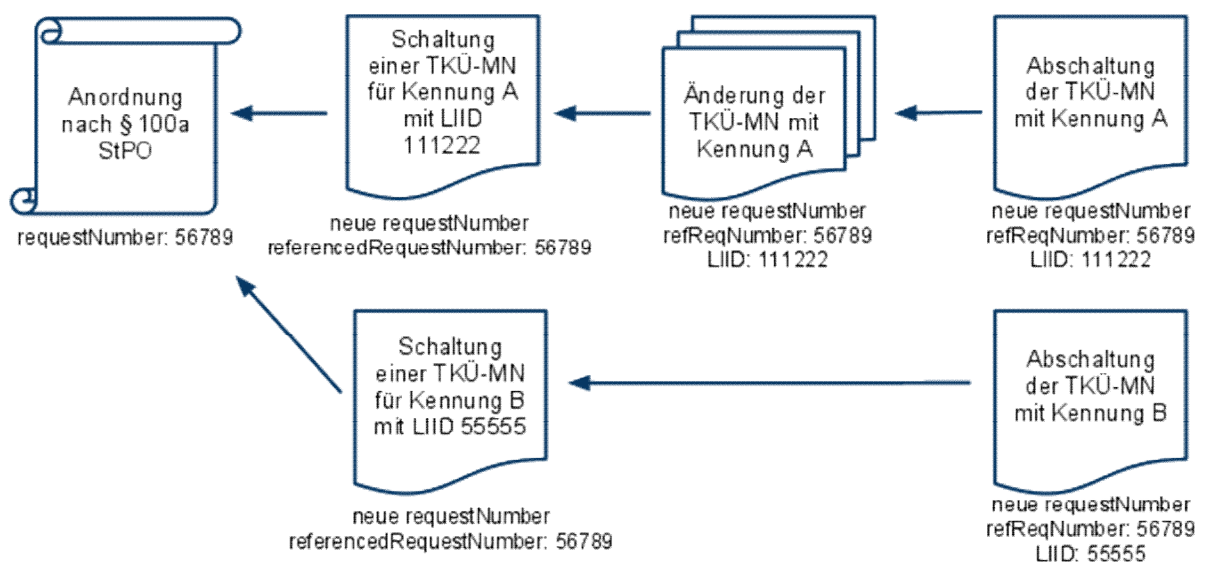 Anordnung
nach § 100a
StPO
requestNumber: 56789
Schaltung
einer TKÜ-MN
für Kennung A
mit LIID
111222
neue requestNumber
referencedRequestNumber: 56789
Änderung der
TKÜ-MN mit
Kennung A
neue requestNumber
refReqNumber: 56789
LIID: 111222
Abschaltung
der TKÜ-MN
mit Kennung A
neue requestNumber
refReqNumber: 56789
LIID: 111222
Schaltung
einer TKÜ-MN
für Kennung B
mit LIID 55555
neue requestNumber
referencedRequestNumber: 56789
Abschaltung
der TKÜ-MN
mit Kennung B
neue requestNumber
refReqNumber: 56789
LIID: 55555